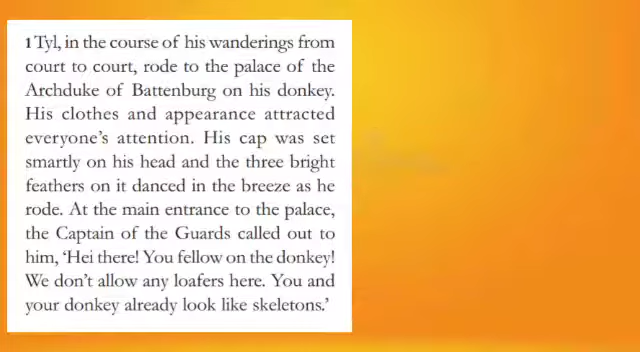 1 Tyl, in the course of his wanderings from
court to court, rode to the palace of the
Archduke of Battenburg on his donkey.
His clothes and appearance attracted
everyone's attention. His cap was set
smartly on his head and the three bright
feathers on it danced in the breeze as he
rode. At the main entrance to the palace,
the Captain of the Guards called out to
him, ‘Hei there! You fellow on the donkey!
We don't allow any loafers here. You and
your donkey already look like skeletons.’